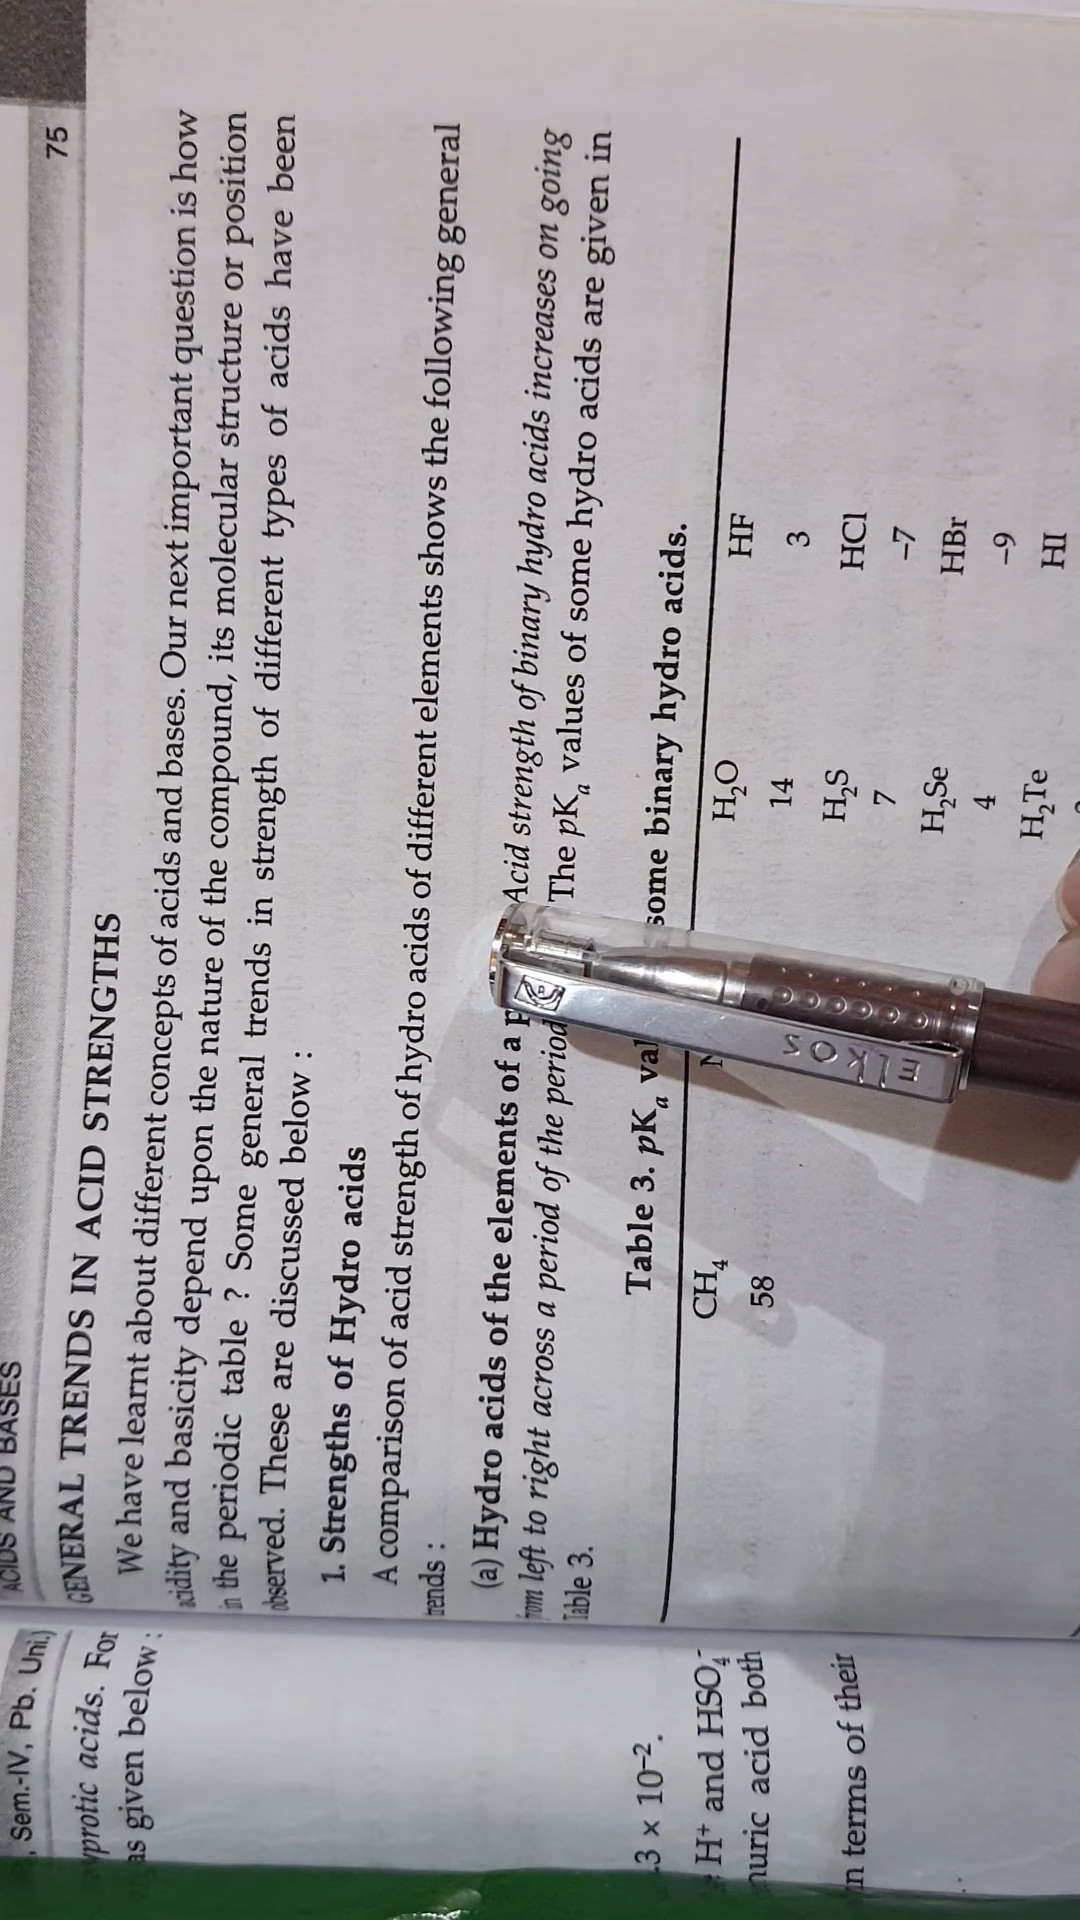 ACIDS AND BASES 75
GENERAL TRENDS IN ACID STRENGTHS
We have learnt about different concepts of acids and bases. Our next important question is how
acidity and basicity depend upon the nature of the compound, its molecular structure or position
in the periodic table ? Some general trends in strength of different types of acids have been
observed. These are discussed below :
1. Strengths of Hydro acids
A comparison of acid strength of hydro acids of different elements shows the following general
trends :
(a) Hydro acids of the elements of a Acid strength of binary hydro acids increases on going
from left to right across a period of the period The pKₐ values of some hydro acids are given in
Table 3.
Table 3. pKₐ some binary hydro acids.
CH₄ H₂O HF
58 14 3
H₂S HCl
7 –7
H₂Se HBr
4 –9
H₂Te HI
Sem.-IV, Pb. Uni.)
yprotic acids. For
as given below :
.3 × 10⁻².
H⁺ and HSO₄⁻
huric acid both
in terms of their
ELKOS